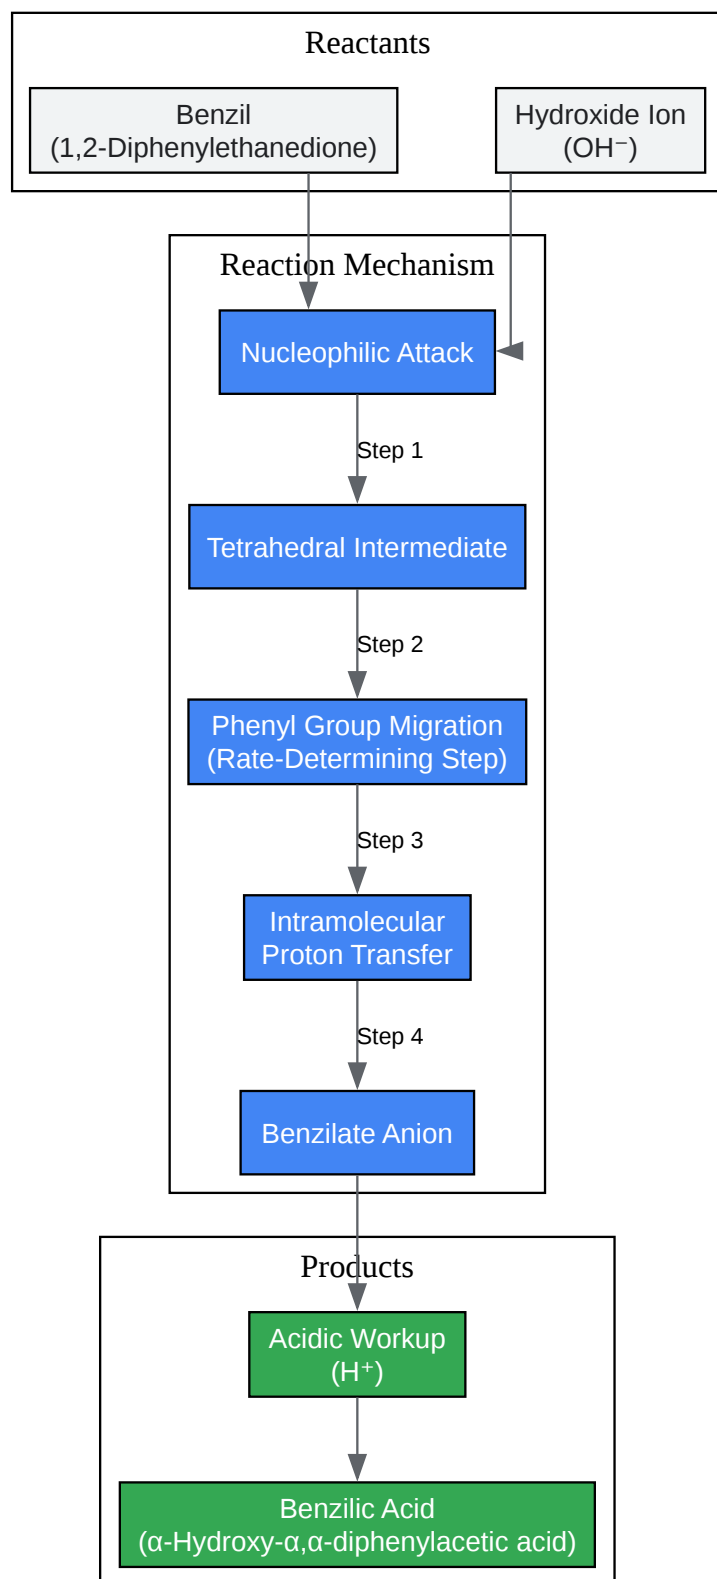 Reactants
Benzil
(1,2-Diphenylethanedione)
Hydroxide Ion
(OH⁻)
Reaction Mechanism
Nucleophilic Attack
Step 1
Tetrahedral Intermediate
Step 2
Phenyl Group Migration
(Rate-Determining Step)
Step 3
Intramolecular
Proton Transfer
Step 4
Benzilate Anion
Products
Acidic Workup
(H⁺)
Benzilic Acid
(α-Hydroxy-α,α-diphenylacetic acid)